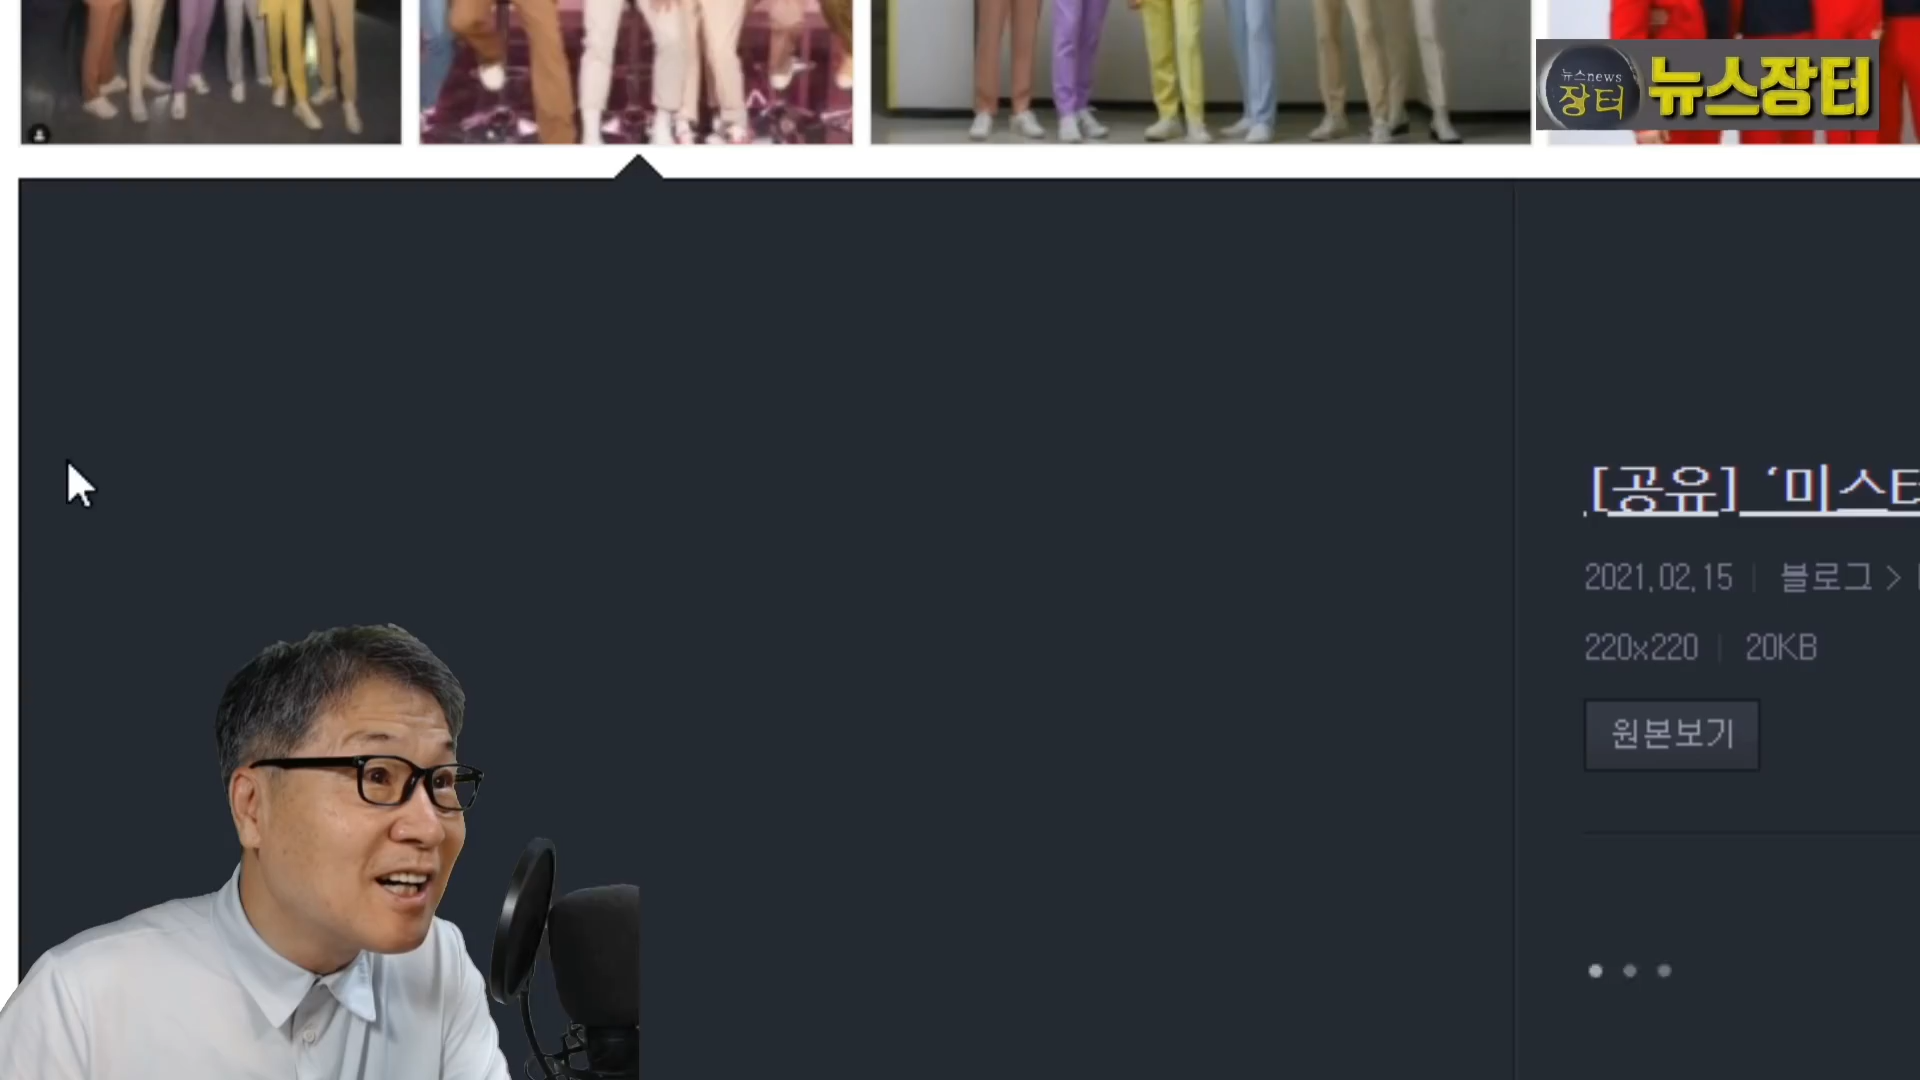 뉴스news
장터
뉴스장터
[공유] ‘미스터
2021.02.15 | 블로그 >
220x220 | 20KB
원본보기